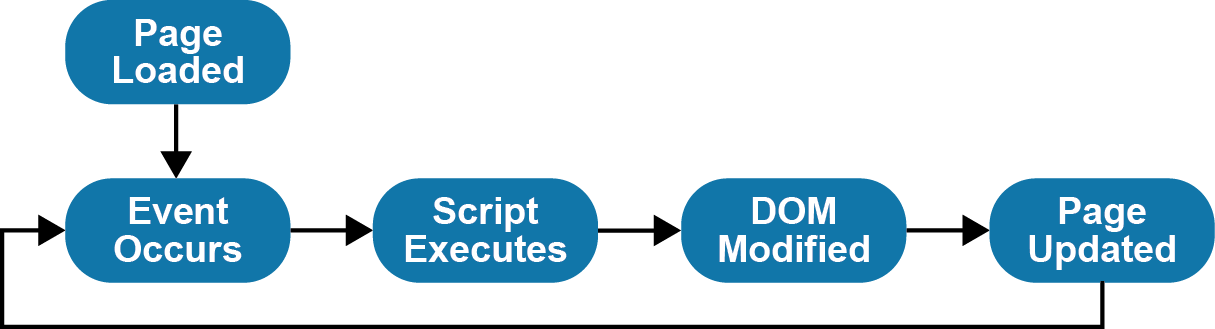 Page
Loaded
Event
Occurs
Script
Executes
DOM
Modified
Page
Updated